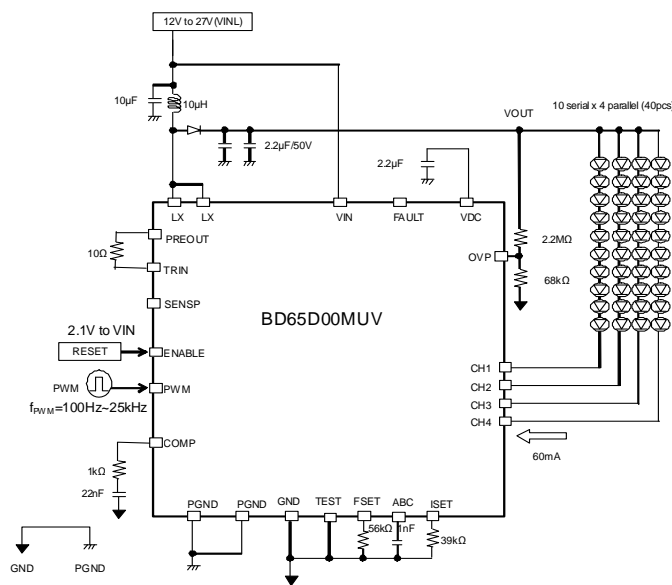 12V to 27V(VINL)
10µF
10µH
VOUT
10 serial x 4 parallel (40pcs)
2.2µF/50V
2.2µF
LX
LX
VIN
FAULT
VDC
PREOUT
10Ω
TRIN
2.2MΩ
OVP
68kΩ
SENSP
BD65D00MUV
2.1V to VIN
RESET
ENABLE
CH1
PWM
PWM
CH2
fPWM=100Hz~25kHz
CH3
CH4
COMP
60mA
1kΩ
22nF
PGND
PGND
GND
TEST
FSET
ABC
ISET
56kΩ
1nF
39kΩ
GND
PGND